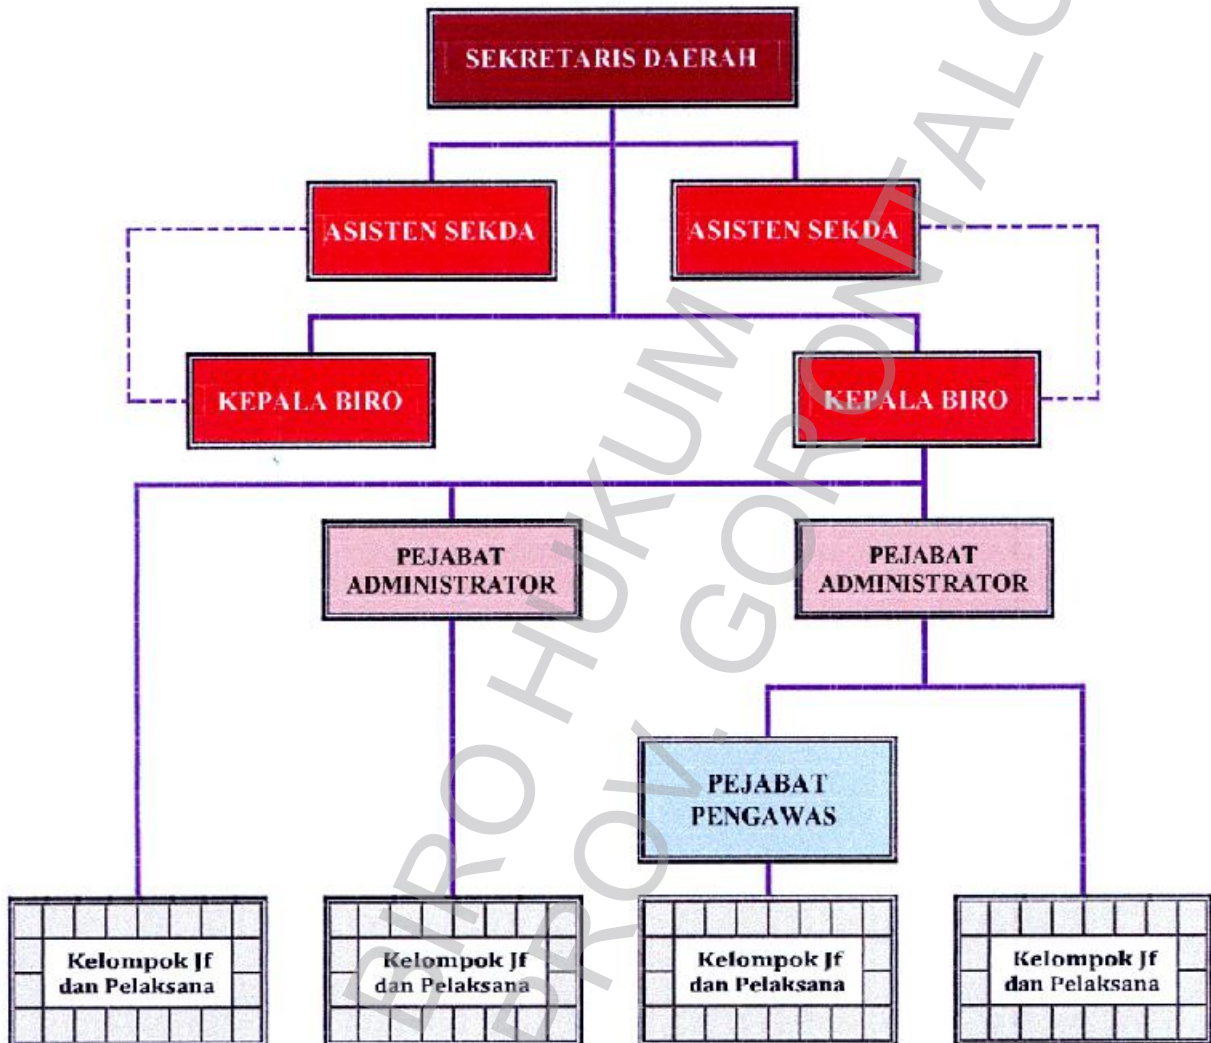 SEKRETARIS DAERAH
ASISTEN SEKDA
ASISTEN SEKDA
KEPALA BIRO
KEPALA BIRO
PEJABAT
ADMINISTRATOR
PEJABAT
ADMINISTRATOR
PEJABAT
PENGAWAS
Kelompok Jf
dan Pelaksana
Kelompok Jf
dan Pelaksana
Kelompok Jf
dan Pelaksana
Kelompok Jf
dan Pelaksana
BIRO HUKUM
PROV. GORONTALO